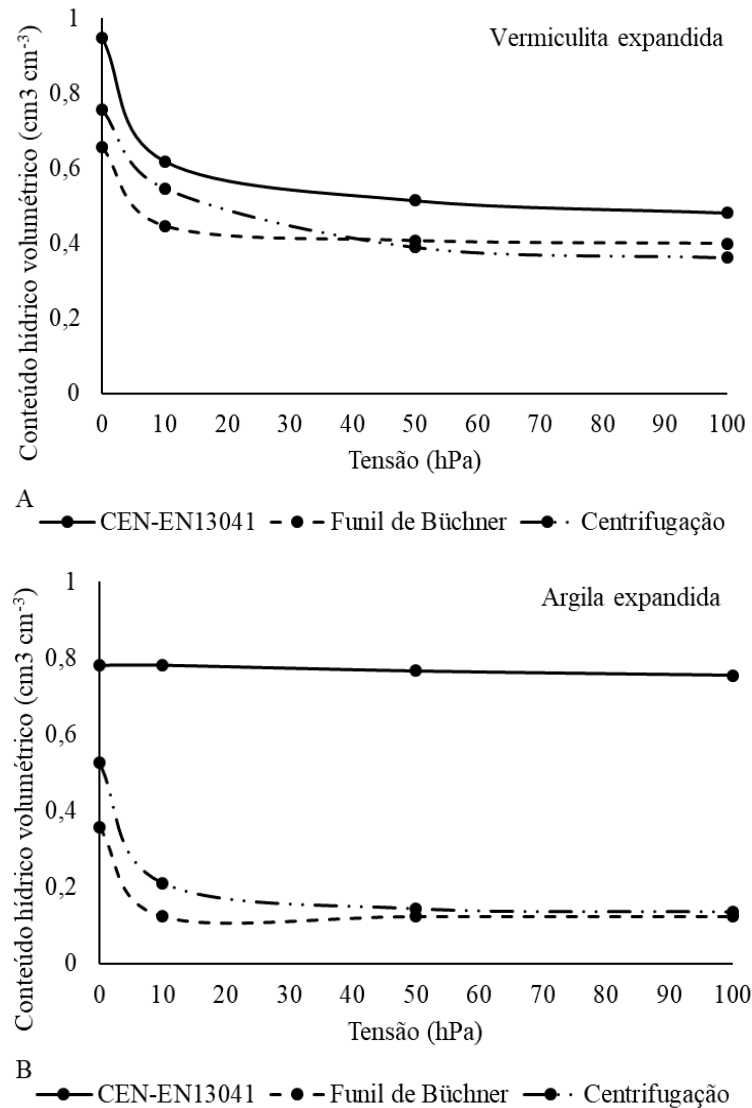 Vermiculita expandida
Conteúdo hídrico volumétrico (cm3 cm⁻³)
1
0,8
0,6
0,4
0,2
0
0 10 20 30 40 50 60 70 80 90 100
Tensão (hPa)
A
CEN-EN13041 Funil de Büchner Centrifugação
Argila expandida
Conteúdo hídrico volumétrico (cm3 cm⁻³)
1
0,8
0,6
0,4
0,2
0
0 10 20 30 40 50 60 70 80 90 100
Tensão (hPa)
B
CEN-EN13041 Funil de Büchner Centrifugação